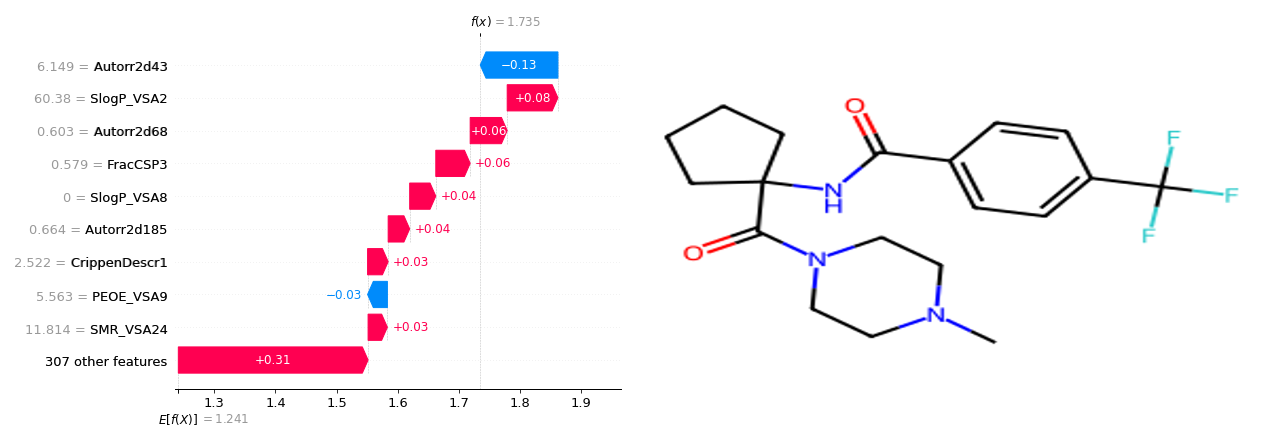 f(x) = 1.735
6.149 = Autorr2d43
−0.13
60.38 = SlogP_VSA2
+0.08
0.603 = Autorr2d68
+0.06
0.579 = FracCSP3
+0.06
0 = SlogP_VSA8
+0.04
0.664 = Autorr2d185
+0.04
2.522 = CrippenDescr1
+0.03
5.563 = PEOE_VSA9
−0.03
11.814 = SMR_VSA24
+0.03
307 other features
+0.31
1.3 1.4 1.5 1.6 1.7 1.8 1.9
E[f(X)] = 1.241
O
F
N
H
F
F
O
N
N